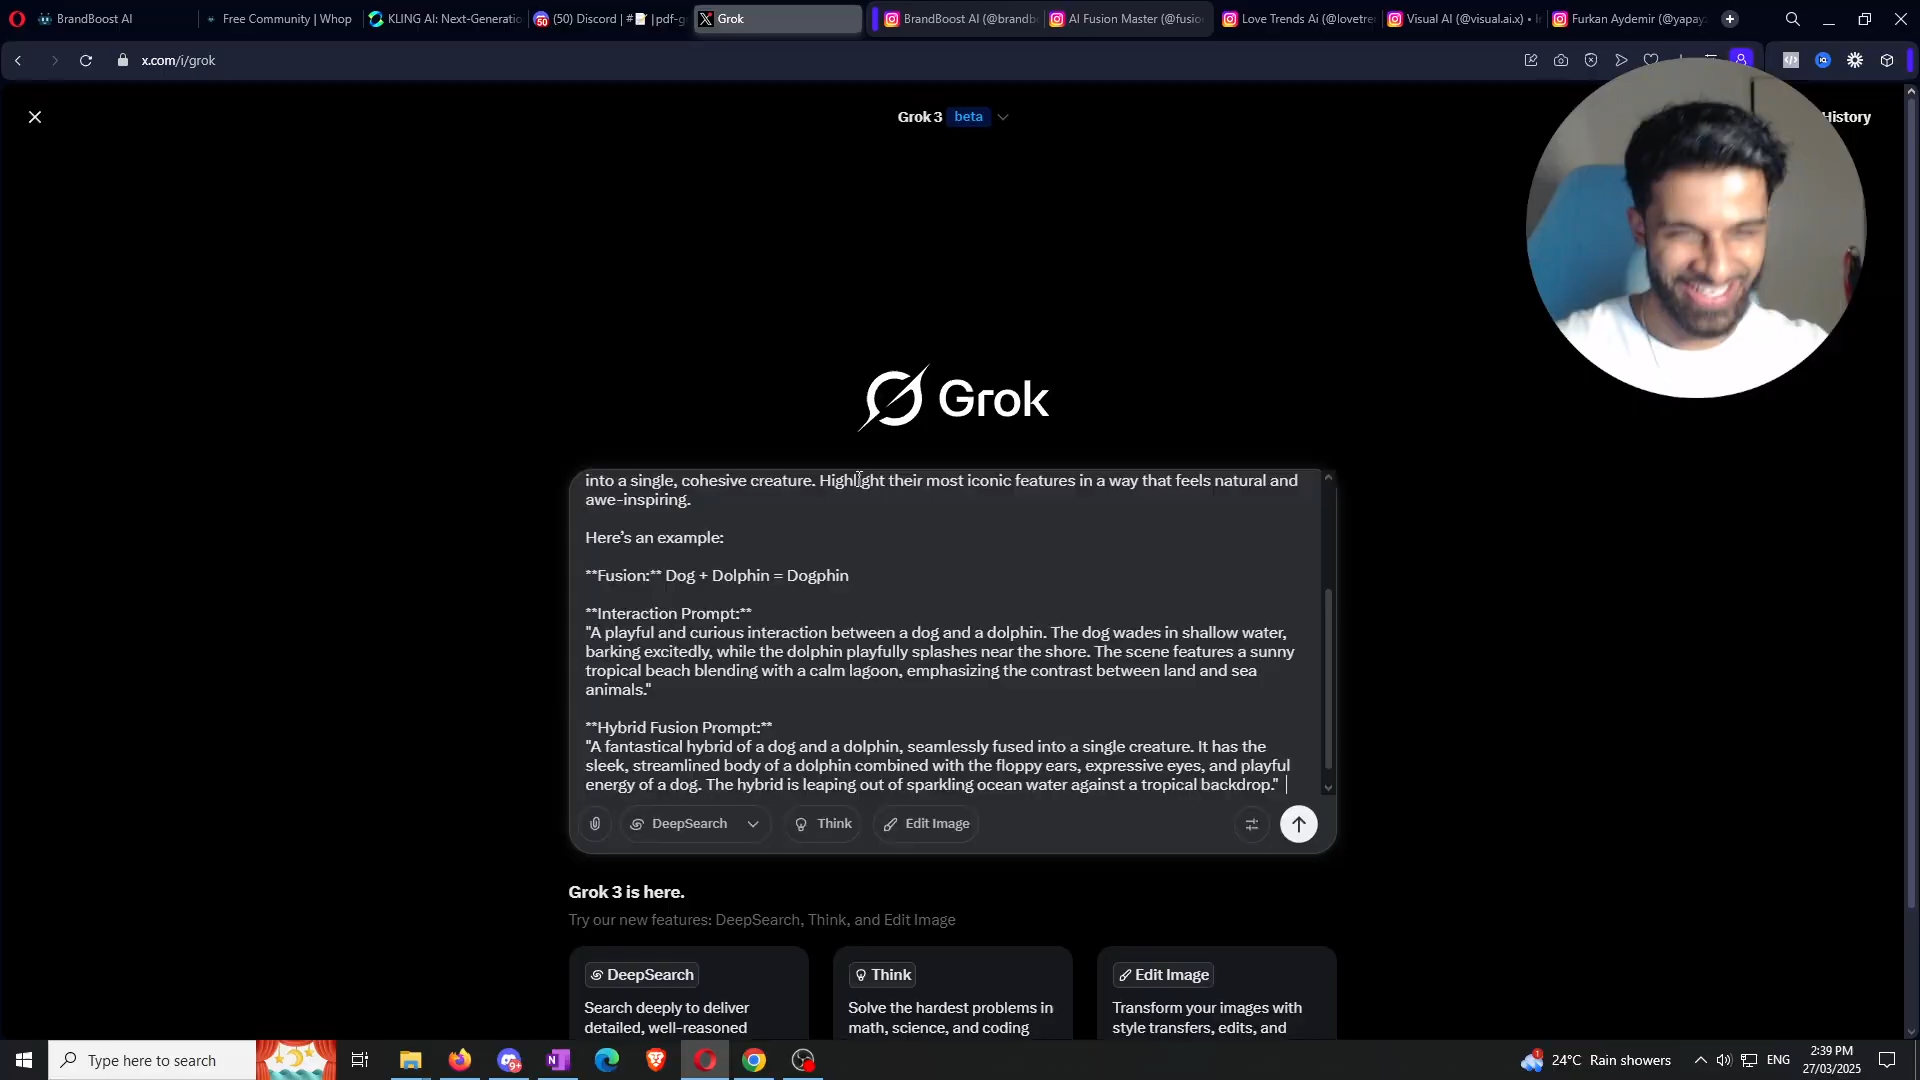 BrandBoost AI
Free Community | Whop
KLING AI: Next-Generatio
(50) Discord | #📝 |pdf-g
Grok
BrandBoost AI (@brandb
AI Fusion Master (@fusio
Love Trends Ai (@lovetre
Visual AI (@visual.ai.x) • I
Furkan Aydemir (@yapay
x.com/i/grok
Grok 3 beta
History
Grok
into a single, cohesive creature. Highlight their most iconic features in a way that feels natural and
awe-inspiring.
Here’s an example:
**Fusion:** Dog + Dolphin = Dogphin
**Interaction Prompt:**
"A playful and curious interaction between a dog and a dolphin. The dog wades in shallow water,
barking excitedly, while the dolphin playfully splashes near the shore. The scene features a sunny
tropical beach blending with a calm lagoon, emphasizing the contrast between land and sea
animals."
**Hybrid Fusion Prompt:**
"A fantastical hybrid of a dog and a dolphin, seamlessly fused into a single creature. It has the
sleek, streamlined body of a dolphin combined with the floppy ears, expressive eyes, and playful
energy of a dog. The hybrid is leaping out of sparkling ocean water against a tropical backdrop."
DeepSearch
Think
Edit Image
Grok 3 is here.
Try our new features: DeepSearch, Think, and Edit Image
DeepSearch
Search deeply to deliver
detailed, well-reasoned
Think
Solve the hardest problems in
math, science, and coding
Edit Image
Transform your images with
style transfers, edits, and
Type here to search
24°C Rain showers
ENG
2:39 PM
27/03/2025